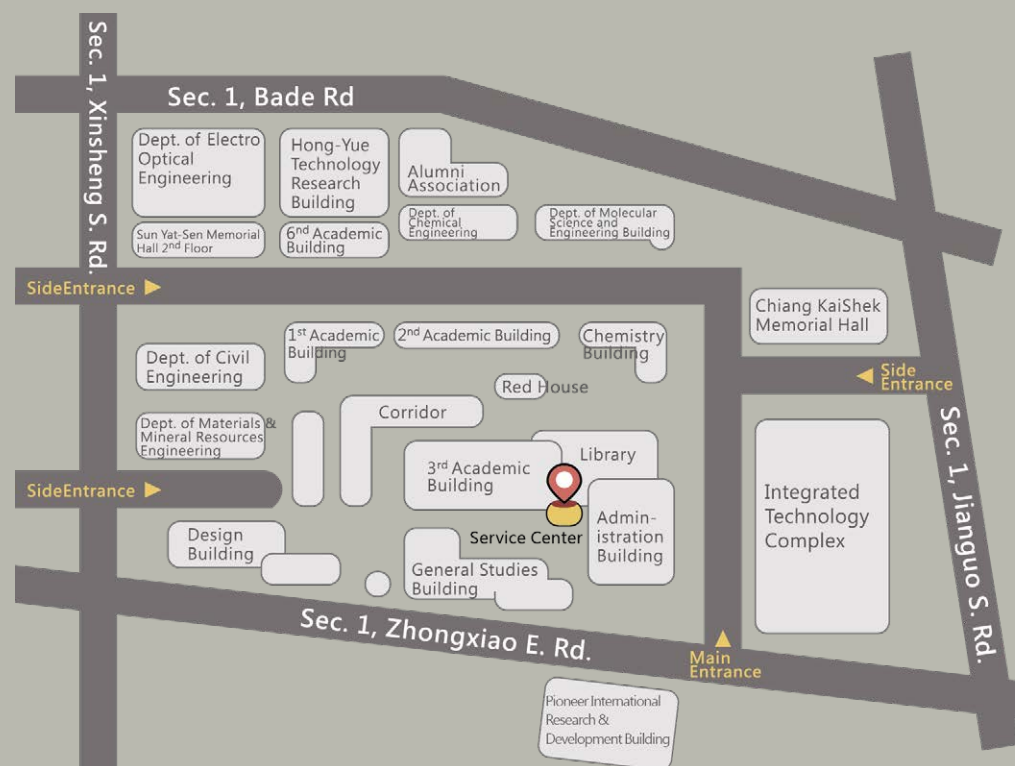 Sec. 1, Xinsheng S. Rd.
Sec. 1, Bade Rd
Dept. of Electro
Optical
Engineering
Hong-Yue
Technology
Research
Building
Alumni
Association
Sun Yat-Sen Memorial
Hall 2nd Floor
6nd Academic
Building
Dept. of
Chemical
Engineering
Dept. of Molecular
Science and
Engineering Building
SideEntrance
Chiang KaiShek
Memorial Hall
1st Academic
Building
2nd Academic Building
Chemistry
Building
Dept. of Civil
Engineering
Red House
Side
Entrance
Corridor
Dept. of Materials &
Mineral Resources
Engineering
3rd Academic
Building
Library
SideEntrance
Integrated
Technology
Complex
Sec. 1, Jianguo S. Rd.
Design
Building
Service Center
Admin-
istration
Building
General Studies
Building
Sec. 1, Zhongxiao E. Rd.
Main
Entrance
Pioneer International
Research &
Development Building